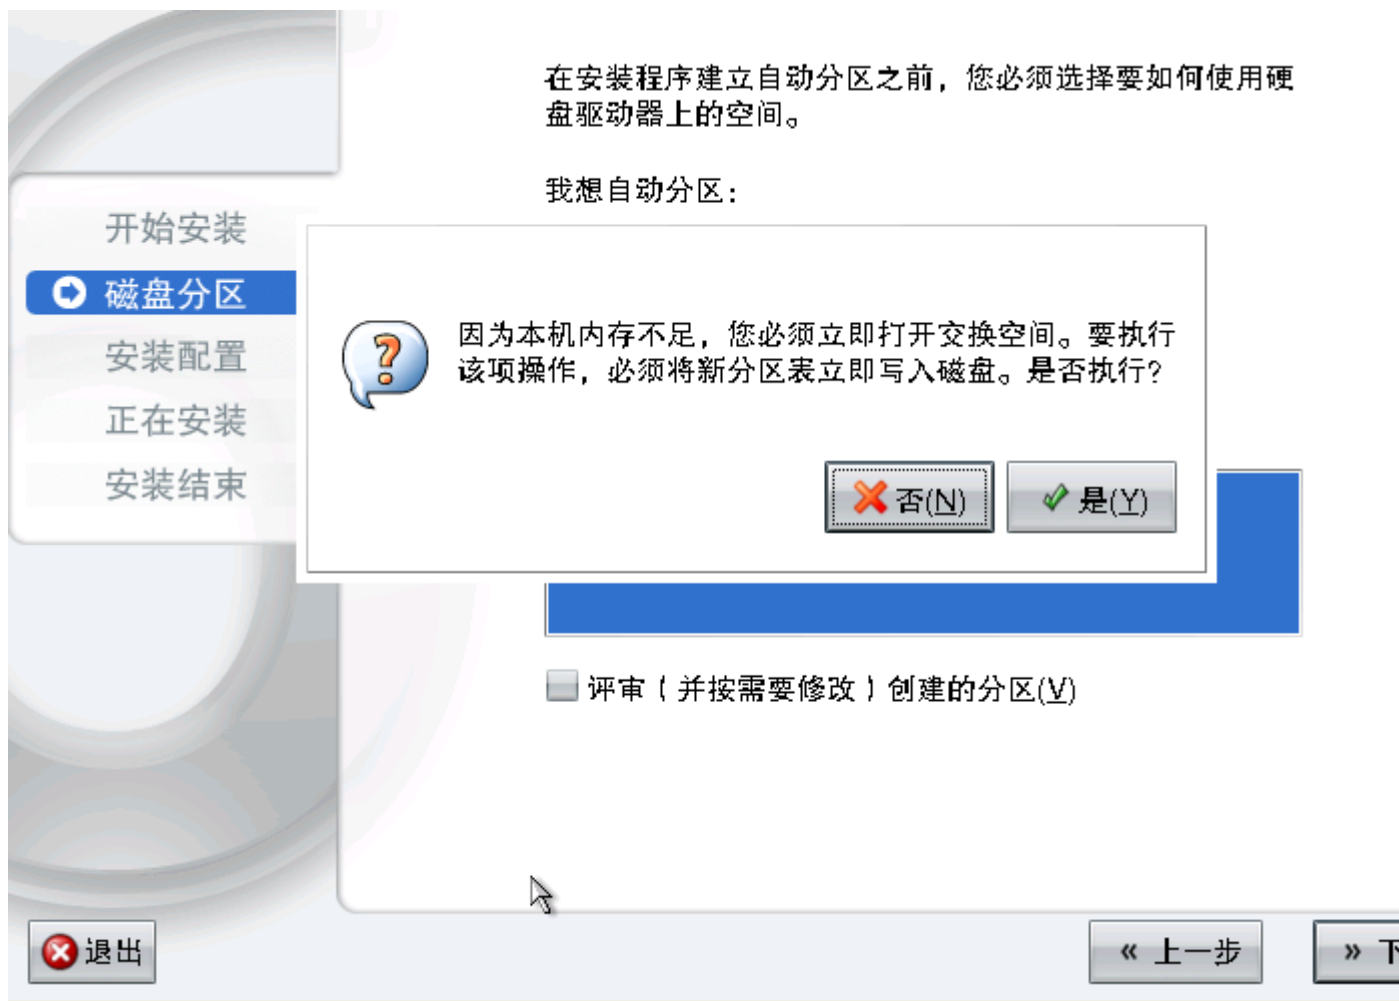 在安装程序建立自动分区之前，您必须选择要如何使用硬
盘驱动器上的空间。
我想自动分区：
开始安装
磁盘分区
安装配置
正在安装
安装结束
因为本机内存不足，您必须立即打开交换空间。要执行
该项操作，必须将新分区表立即写入磁盘。是否执行?
否(N)
是(Y)
评审（并按需要修改）创建的分区(V)
退出
« 上一步
» 下